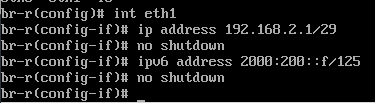 br-r(config)# int eth1
br-r(config-if)# ip address 192.168.2.1/29
br-r(config-if)# no shutdown
br-r(config-if)# ipv6 address 2000:200::f/125
br-r(config-if)# no shutdown
br-r(config-if)# _